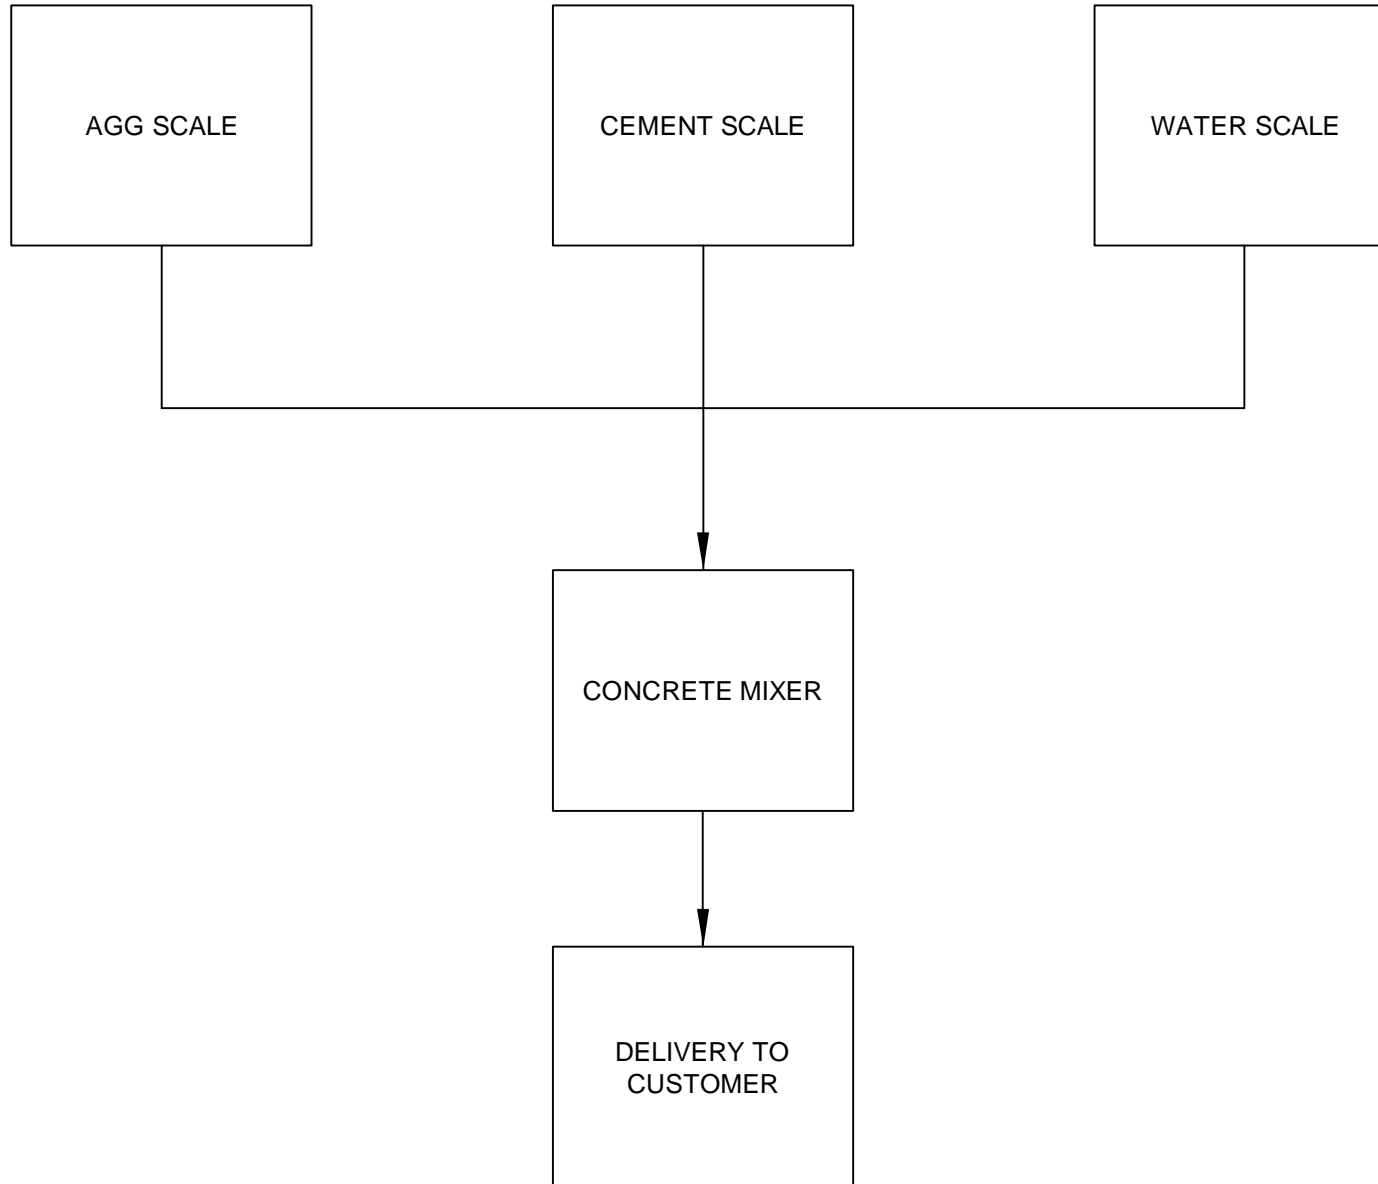 AGG SCALE
CEMENT SCALE
WATER SCALE
CONCRETE MIXER
DELIVERY TO
CUSTOMER